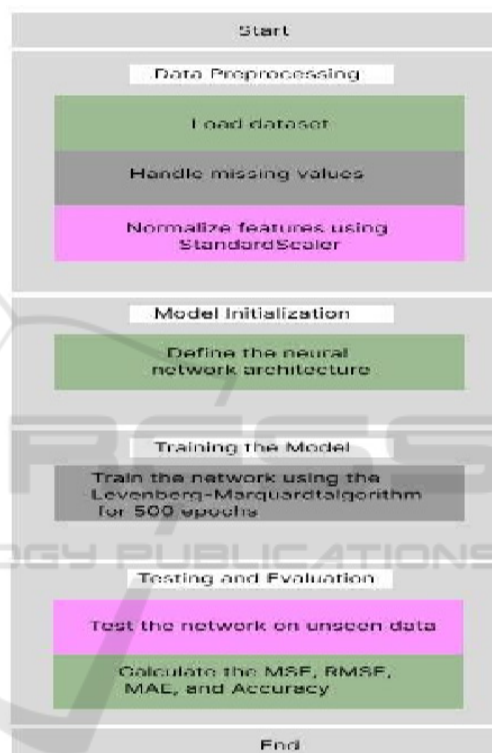 Start
Data Preprocessing
Load dataset
Handle missing values
Normalize features using
StandardScaler
Model Initialization
Define the neural
network architecture
Training the Model
Train the network using the
Levenberg-Marquardtalgorithm
for 500 epochs
OGY PUBLICATIONS
Testing and Evaluation
Test the network on unseen data
Calculate the MSE, RMSE,
MAE, and Accuracy
End